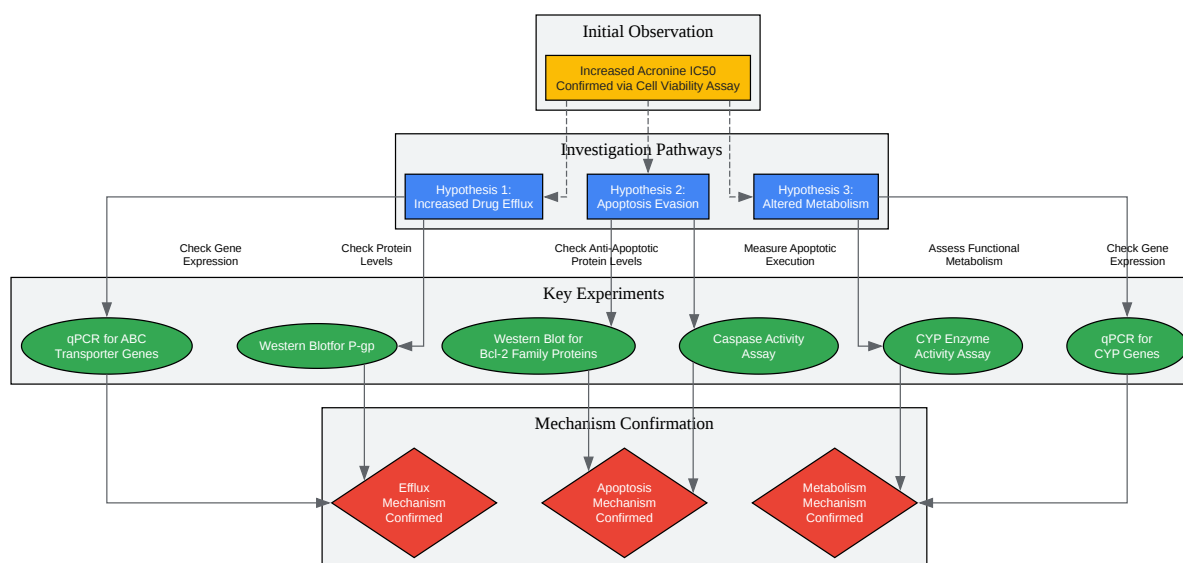 Initial Observation
Increased Acronine IC50
Confirmed via Cell Viability Assay
Investigation Pathways
Hypothesis 1:
Increased Drug Efflux
Hypothesis 2:
Apoptosis Evasion
Hypothesis 3:
Altered Metabolism
Check Gene
Expression
Check Protein
Levels
Check Anti-Apoptotic
Protein Levels
Measure Apoptotic
Execution
Assess Functional
Metabolism
Check Gene
Expression
Key Experiments
qPCR for ABC
Transporter Genes
Western Blotfor P-gp
Western Blot for
Bcl-2 Family Proteins
Caspase Activity
Assay
CYP Enzyme
Activity Assay
qPCR for
CYP Genes
Mechanism Confirmation
Efflux
Mechanism
Confirmed
Apoptosis
Mechanism
Confirmed
Metabolism
Mechanism
Confirmed